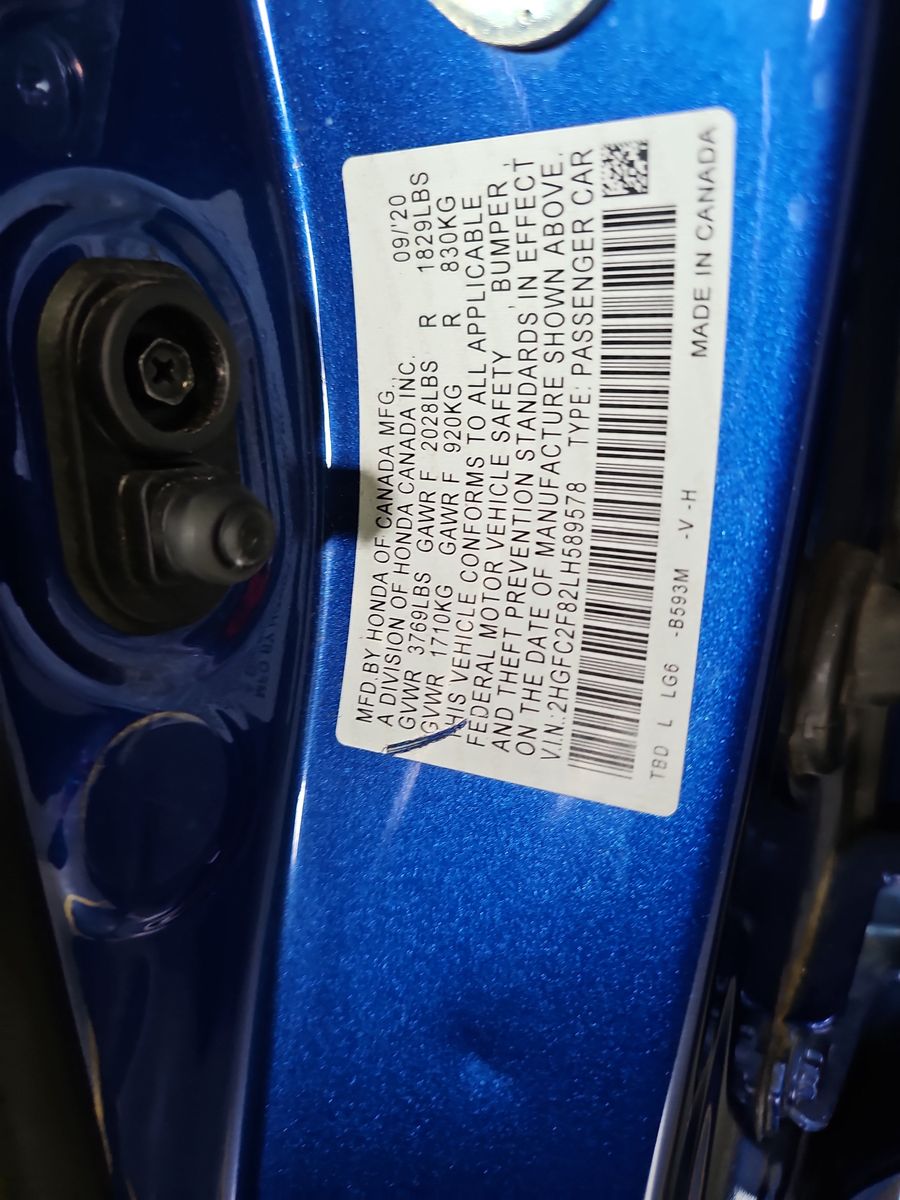 MFD.BY HONDA OF CANADA MFG., 09/'20
A DIVISION OF HONDA CANADA INC.
GVWR 3769LBS GAWR F 2028LBS R 1829LBS
GVWR 1710KG GAWR F 920KG R 830KG
THIS VEHICLE CONFORMS TO ALL APPLICABLE
FEDERAL MOTOR VEHICLE SAFETY, BUMPER,
AND THEFT PREVENTION STANDARDS IN EFFECT
ON THE DATE OF MANUFACTURE SHOWN ABOVE.
V.I.N.:2HGFC2F82LH589578 TYPE: PASSENGER CAR
TBD L LG6 -B593M -V -H MADE IN CANADA